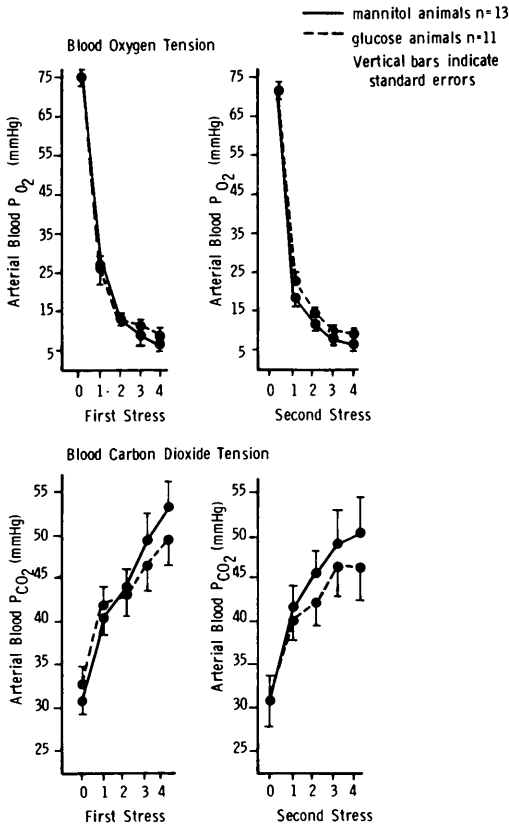 mannitol animals n=13
glucose animals n=11
Vertical bars indicate
standard errors
Blood Oxygen Tension
Arterial Blood P O2 (mmHg)
75
65
55
45
35
25
15
5
0 1. 2 3 4
First Stress
Arterial Blood P O2 (mmHg)
75
65
55
45
35
25
15
5
0 1 2 3 4
Second Stress
Blood Carbon Dioxide Tension
Arterial Blood PCO2 (mmHg)
55
50
45
40
35
30
25
0 1 2 3 4
First Stress
Arterial Blood PCO2 (mmHg)
55
50
45
40
35
30
25
0 1 2 3 4
Second Stress